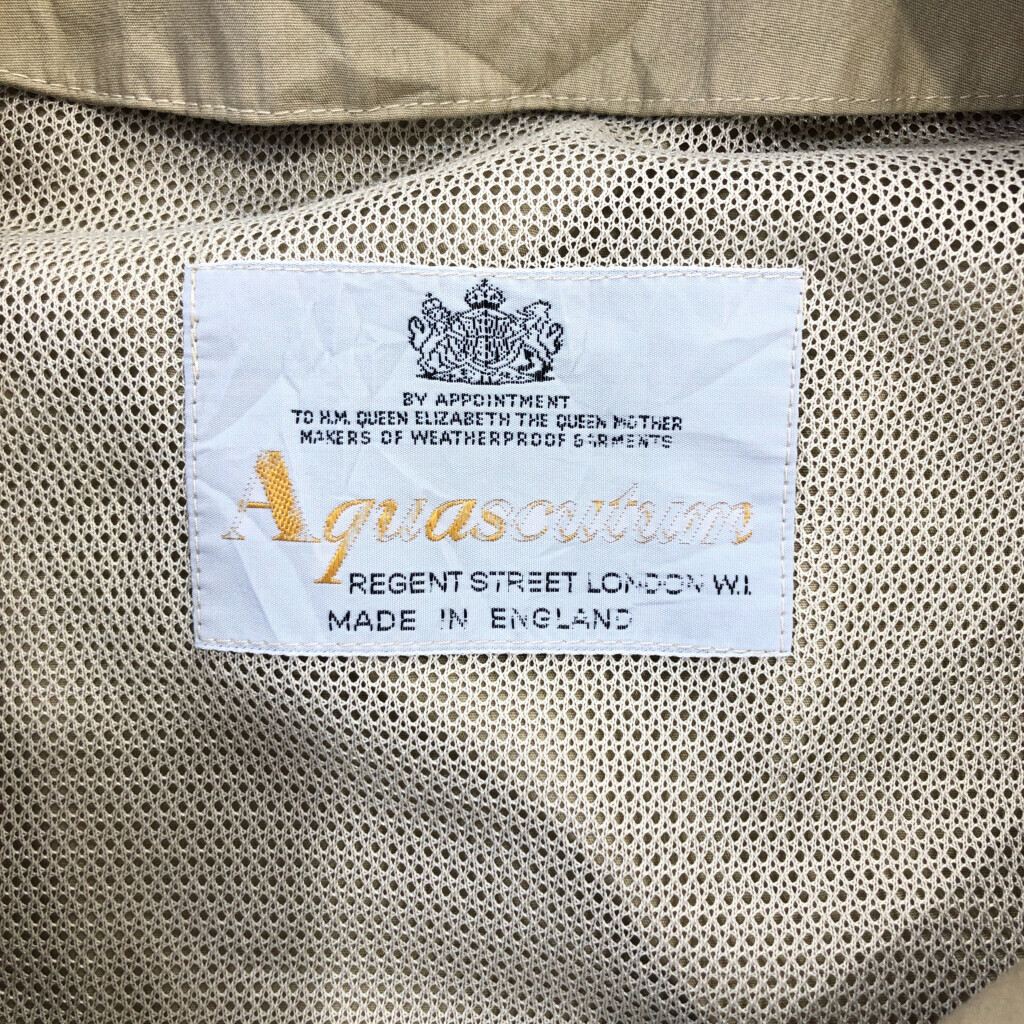 BY APPOINTMENT
TO H.M. QUEEN ELIZABETH THE QUEEN MOTHER
MAKERS OF WEATHERPROOF GARMENTS
Aquascutum
REGENT STREET LONDON W.I.
MADE IN ENGLAND